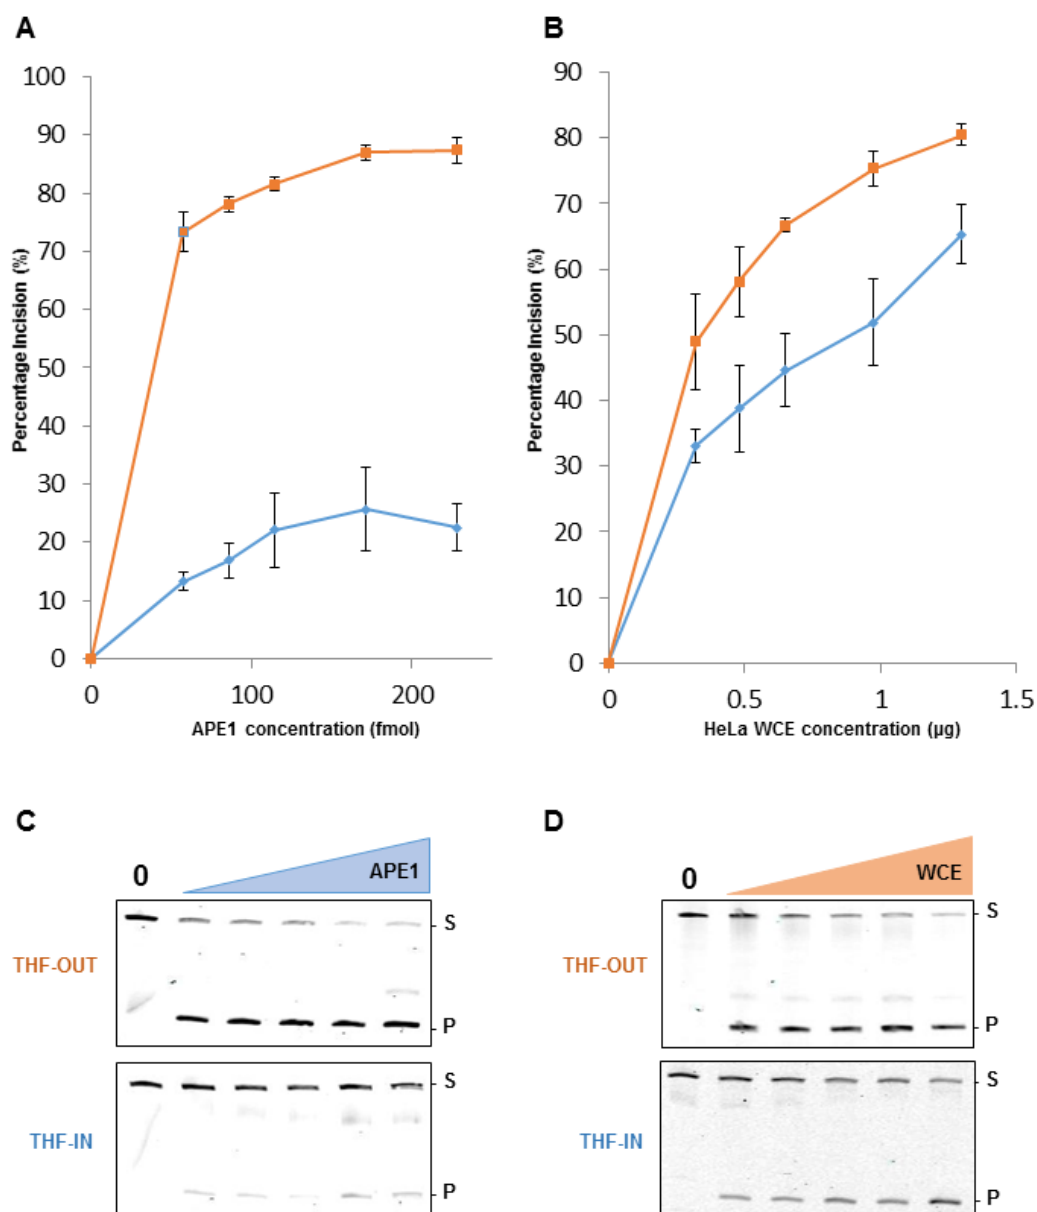 A
Percentage Incision (%)
100
90
80
70
60
50
40
30
20
10
0
0 100 200
APE1 concentration (fmol)
B
Percentage Incision (%)
90
80
70
60
50
40
30
20
10
0
0 0.5 1 1.5
HeLa WCE concentration (µg)
C
0 APE1
THF-OUT
S
P
THF-IN
S
P
D
0 WCE
THF-OUT
S
P
THF-IN
S
P